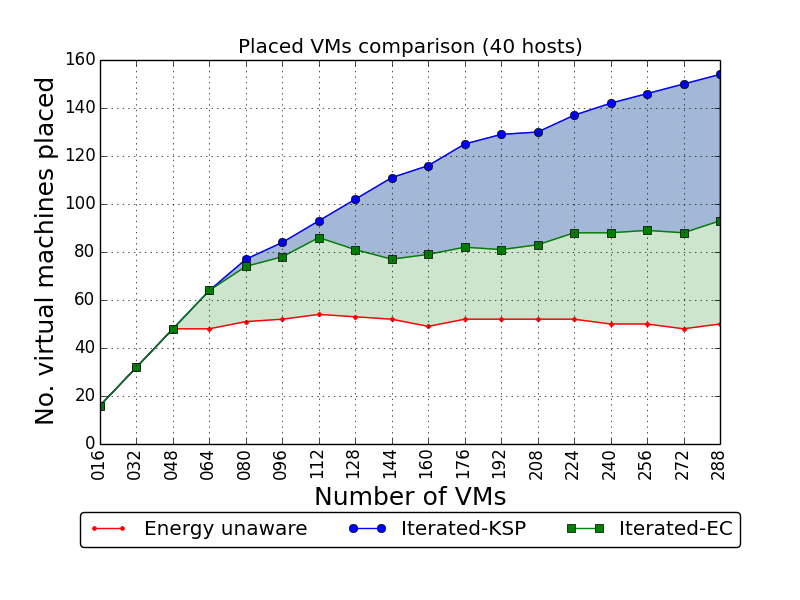 Placed VMs comparison (40 hosts)
No. virtual machines placed
160
140
120
100
80
60
40
20
0
016 032 048 064 080 096 112 128 144 160 176 192 208 224 240 256 272 288
Number of VMs
Energy unaware Iterated-KSP Iterated-EC